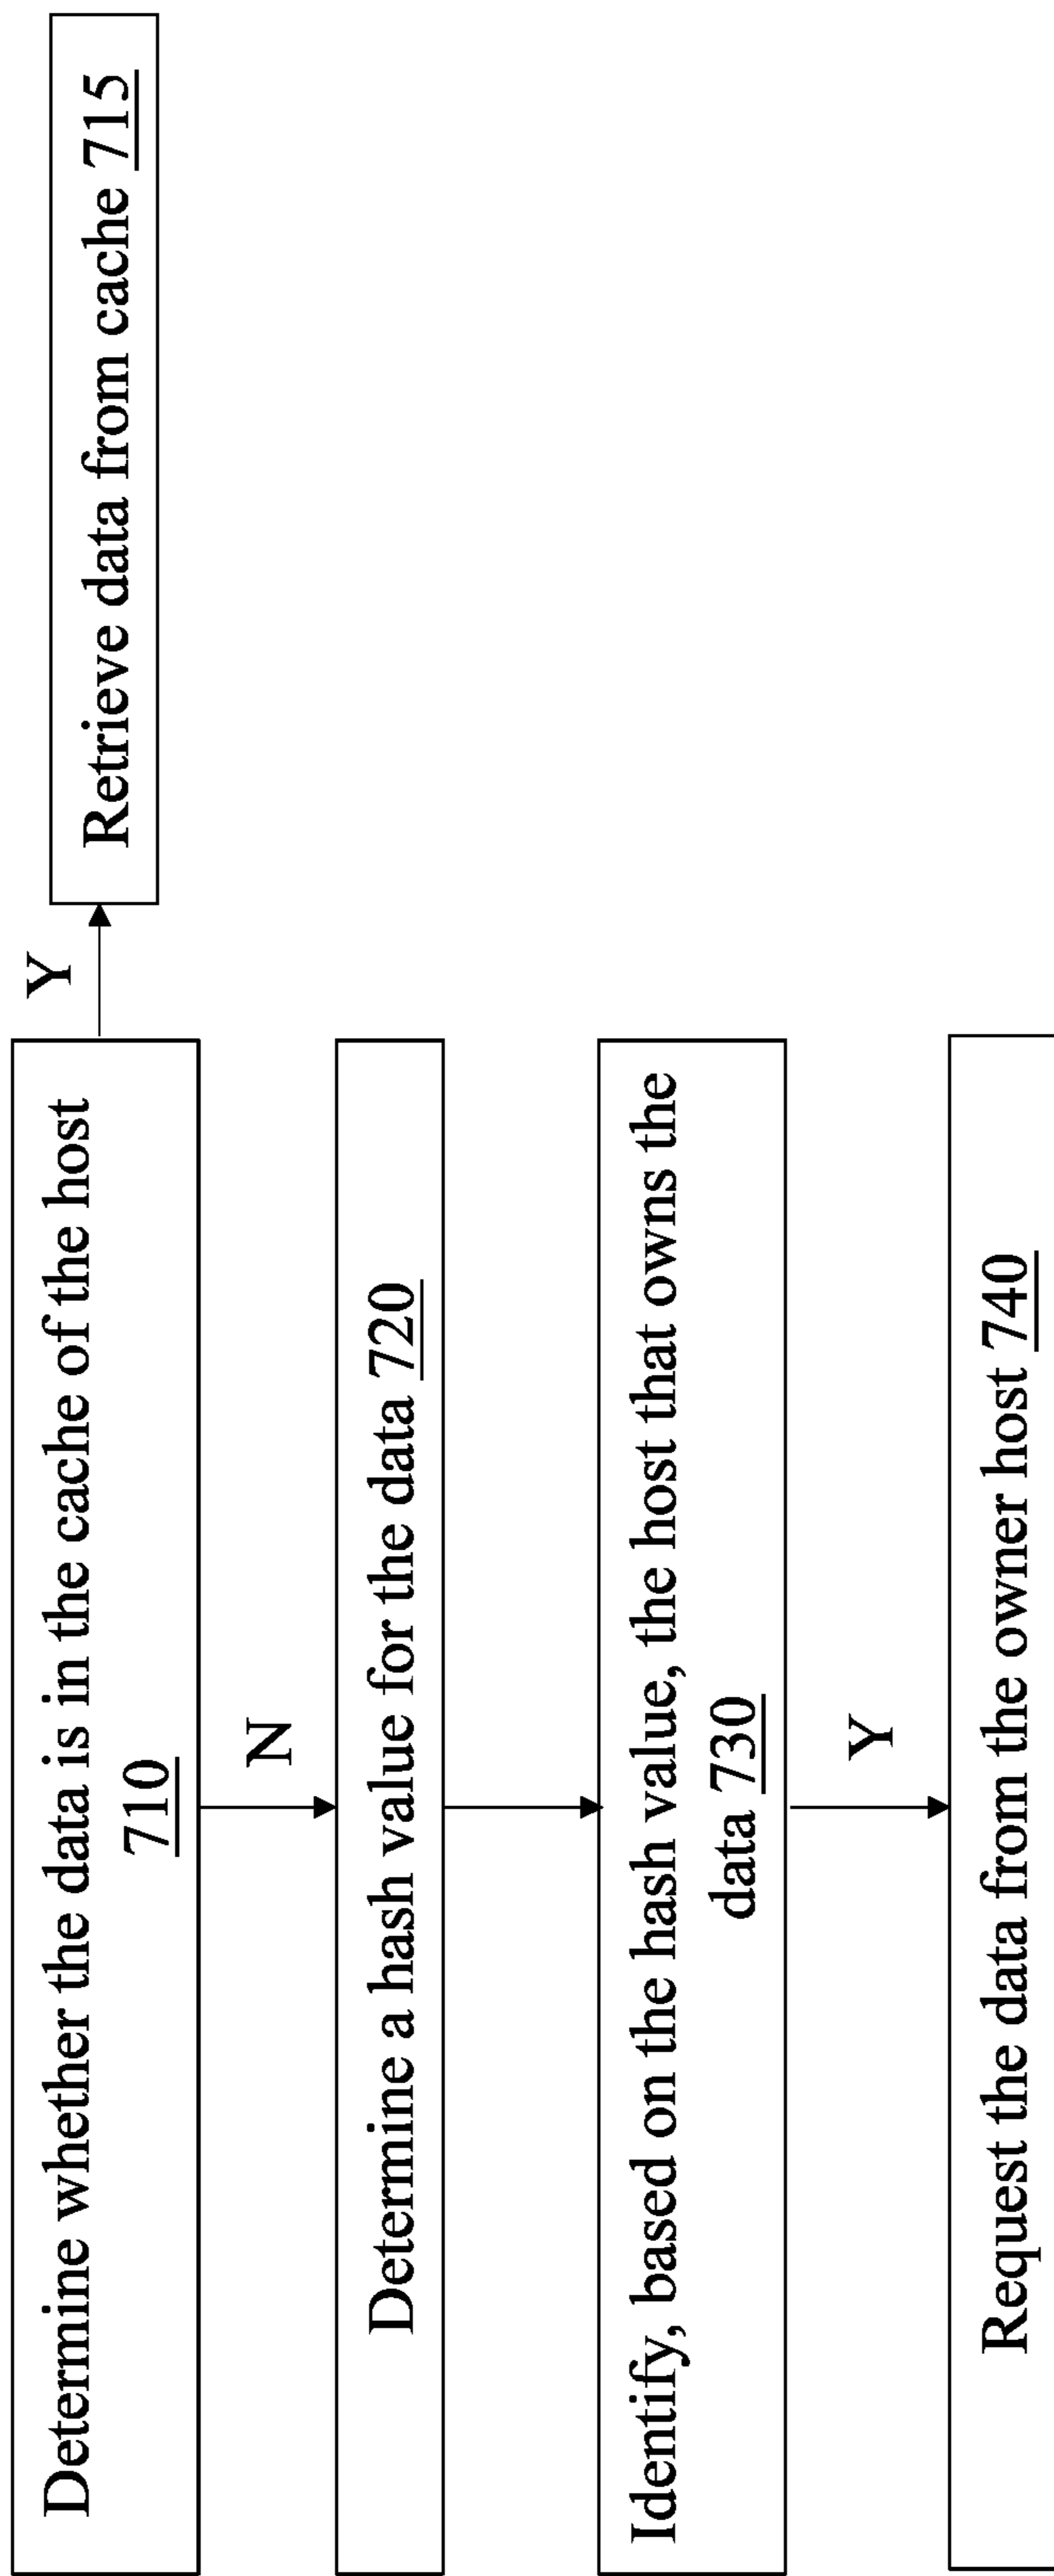 Determine whether the data is in the cache of the host
710
Y
Retrieve data from cache 715
N
Determine a hash value for the data 720
Identify, based on the hash value, the host that owns the
data 730
Y
Request the data from the owner host 740